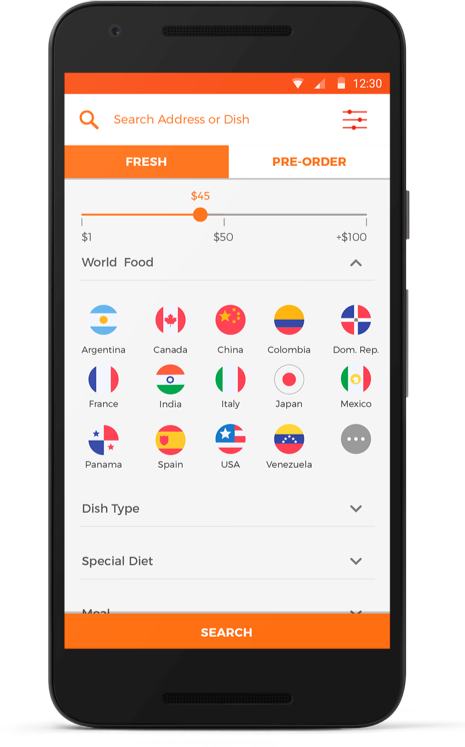 12:30
Search Address or Dish
FRESH PRE-ORDER
$45
$1 $50 +$100
World Food
Argentina Canada China Colombia Dom. Rep.
France India Italy Japan Mexico
Panama Spain USA Venezuela
Dish Type
Special Diet
Meal
SEARCH